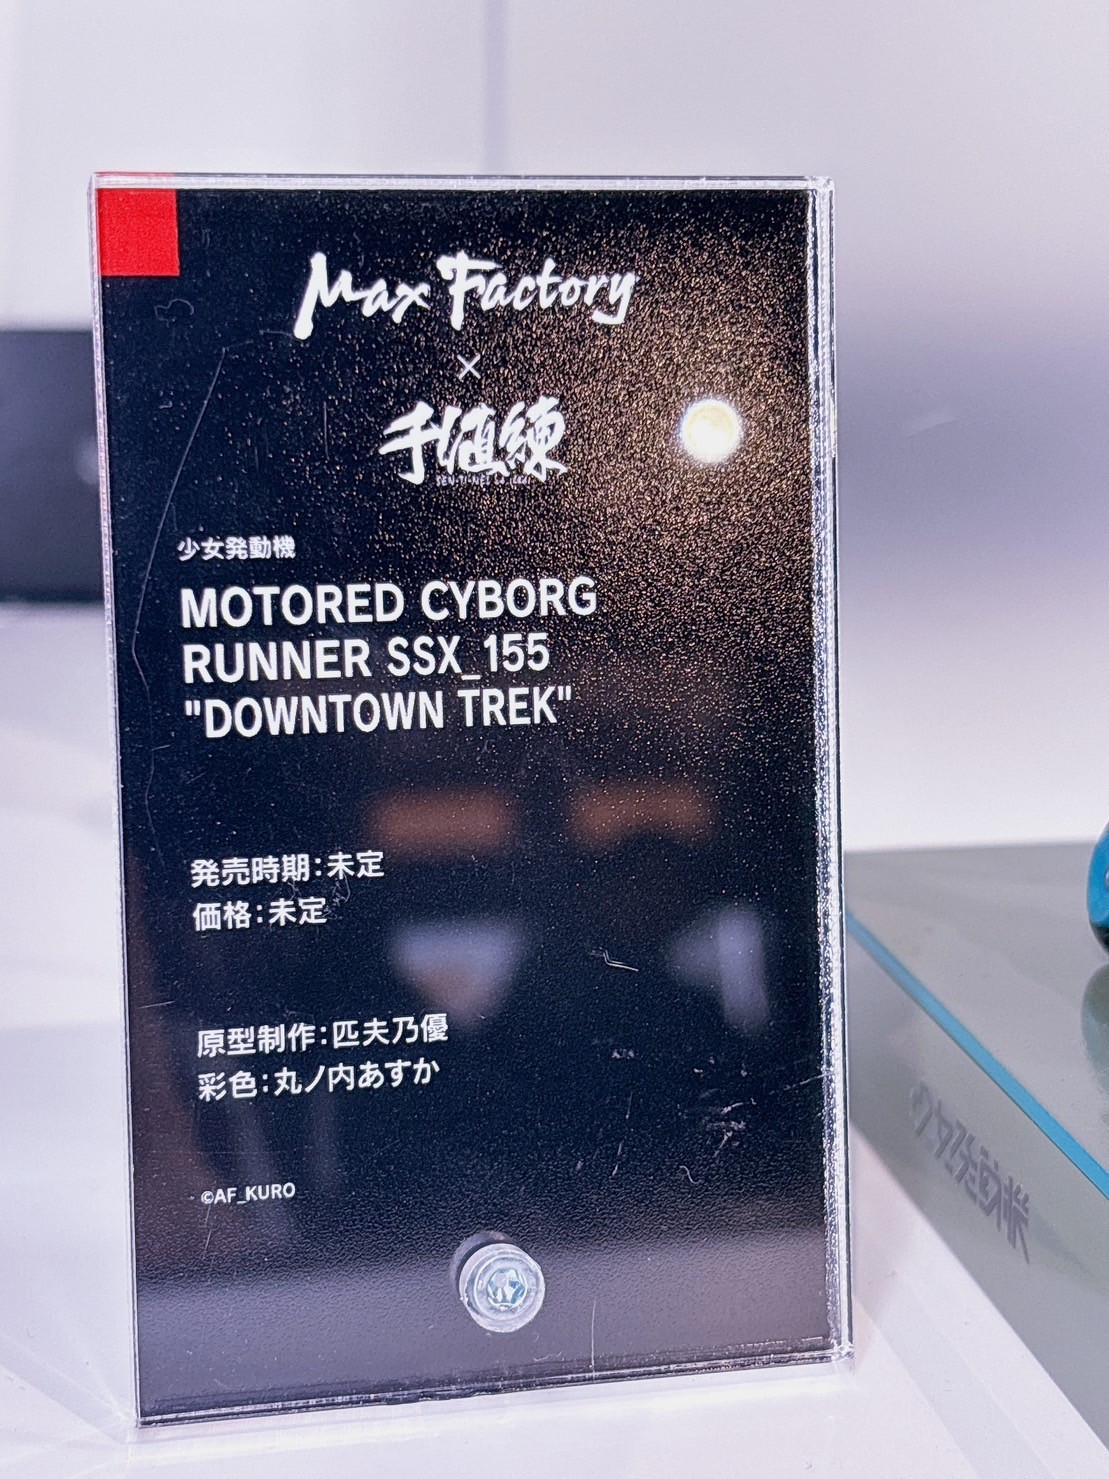 Max Factory
×
千値練
少女発動機
MOTORED CYBORG
RUNNER SSX_155
"DOWNTOWN TREK"
発売時期：未定
価格：未定
原型制作：匹夫乃優
彩色：丸ノ内あすか
©AF_KURO